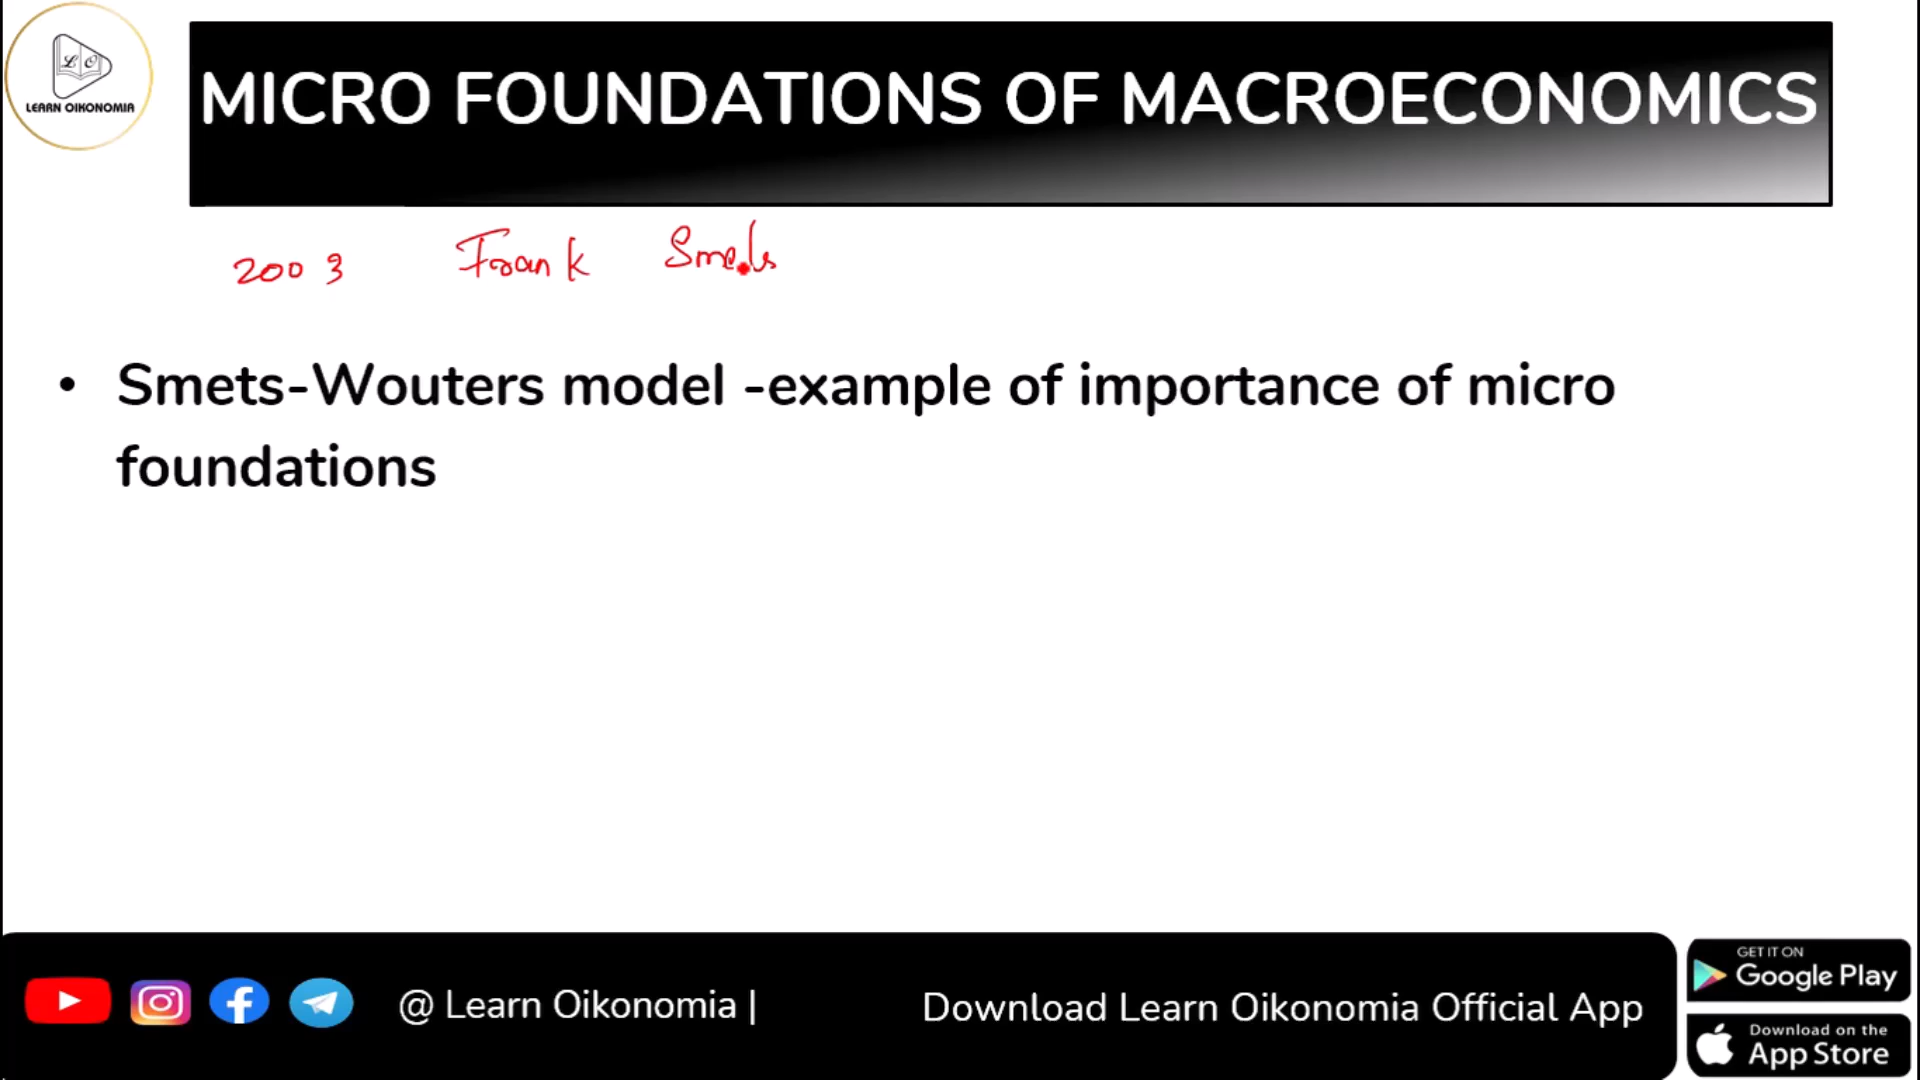 L O
LEARN OIKONOMIA
MICRO FOUNDATIONS OF MACROECONOMICS
2003 Frank Smets
• Smets-Wouters model -example of importance of micro
foundations
@ Learn Oikonomia |
Download Learn Oikonomia Official App
GET IT ON
Google Play
Download on the
App Store